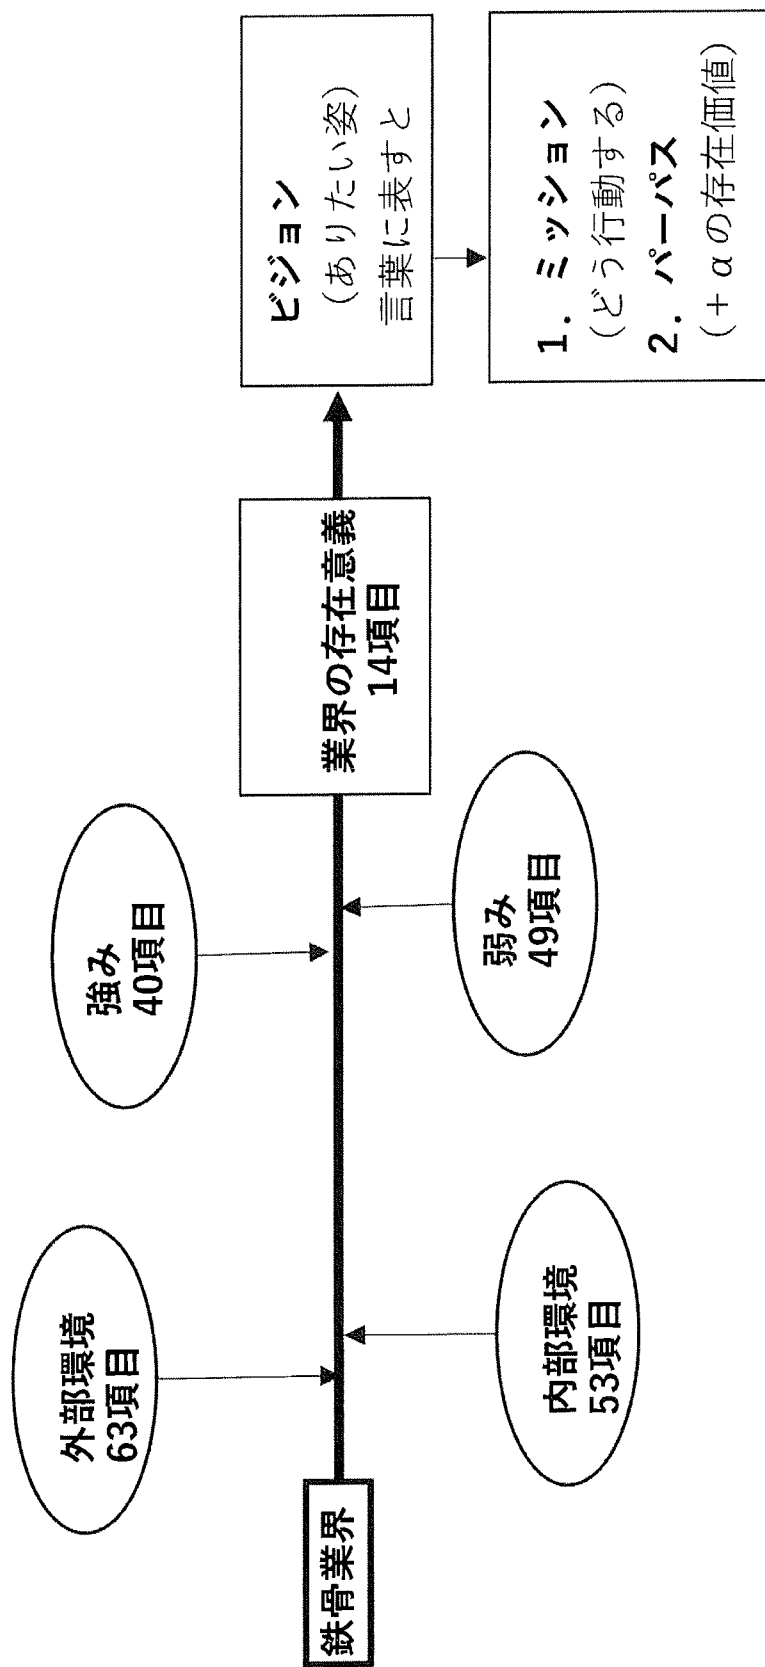 鉄骨業界
外部環境
63項目
内部環境
53項目
強み
40項目
弱み
49項目
業界の存在意義
14項目
ビジョン
(ありたい姿)
言葉に表すと
1. ミッション
(どう行動する)
2. パーパス
(+αの存在価値)